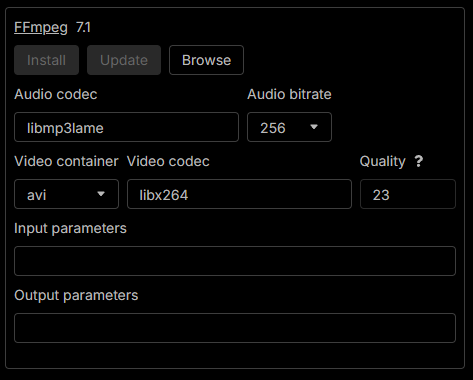 FFmpeg 7.1
Install Update Browse
Audio codec Audio bitrate
libmp3lame 256
Video container Video codec Quality ?
avi libx264 23
Input parameters
Output parameters